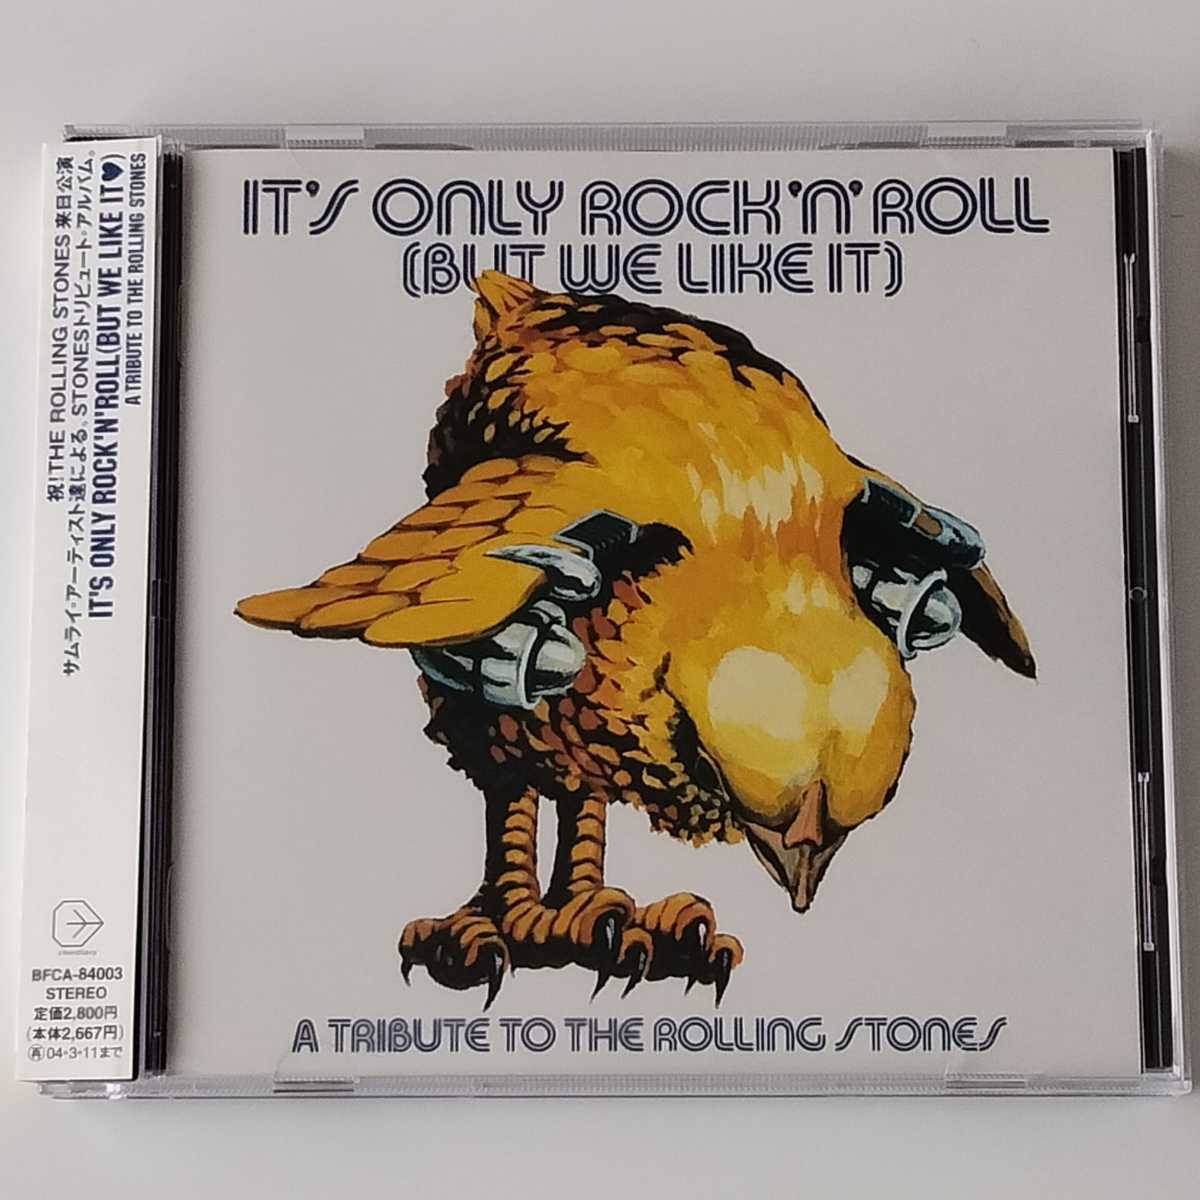 IT'S ONLY ROCK'N'ROLL
(BUT WE LIKE IT)
A TRIBUTE TO THE ROLLING STONES
祝!THE ROLLING STONES 来日公演
サムライ・アーティスト達による。STONESトリビュート・アルバム。
IT'S ONLY ROCK'N'ROLL(BUT WE LIKE IT♥)
A TRIBUTE TO THE ROLLING STONES
BFCA-84003
STEREO
定価2,800円
(本体2,667円)
再04・3・11まで